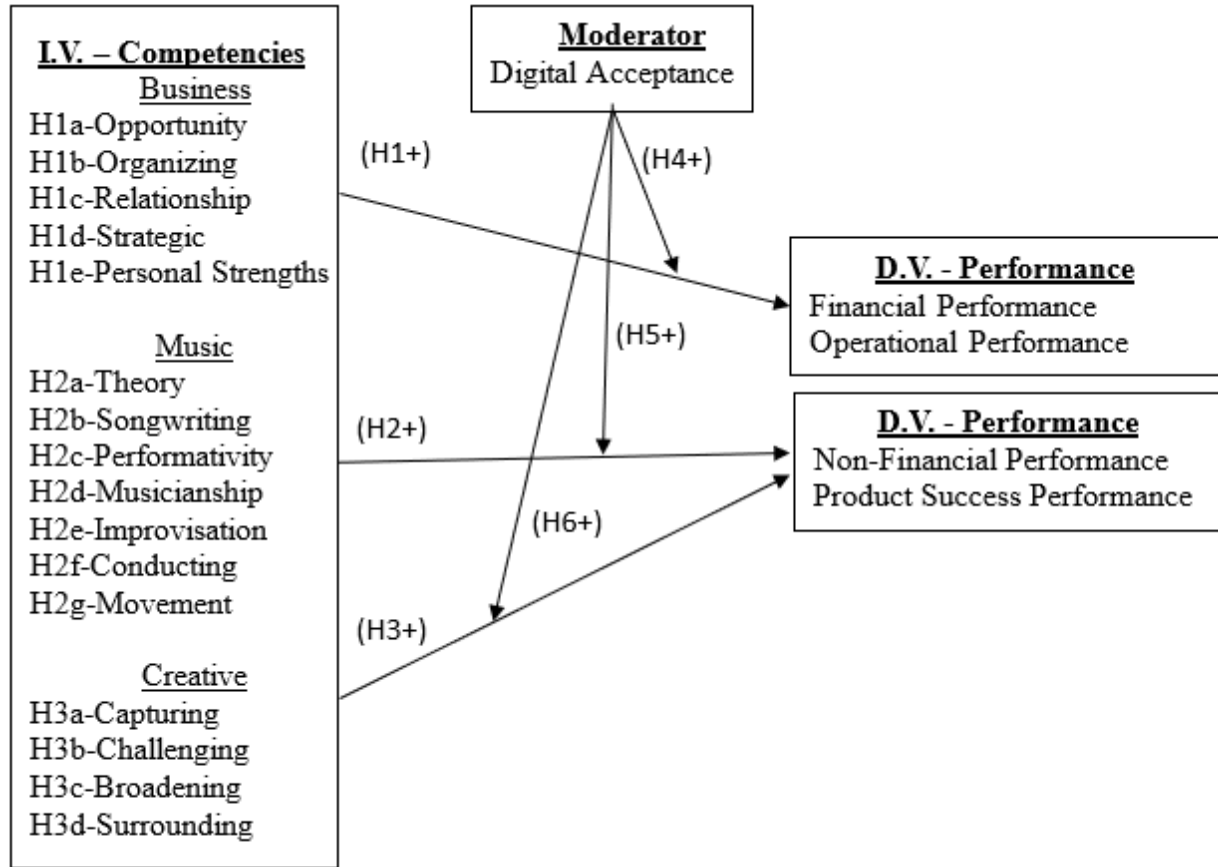 I.V. – Competencies
Business
H1a-Opportunity
H1b-Organizing
H1c-Relationship
H1d-Strategic
H1e-Personal Strengths
Music
H2a-Theory
H2b-Songwriting
H2c-Performativity
H2d-Musicianship
H2e-Improvisation
H2f-Conducting
H2g-Movement
Creative
H3a-Capturing
H3b-Challenging
H3c-Broadening
H3d-Surrounding
Moderator
Digital Acceptance
(H1+)
(H4+)
(H5+)
(H2+)
(H6+)
(H3+)
D.V. - Performance
Financial Performance
Operational Performance
D.V. - Performance
Non-Financial Performance
Product Success Performance